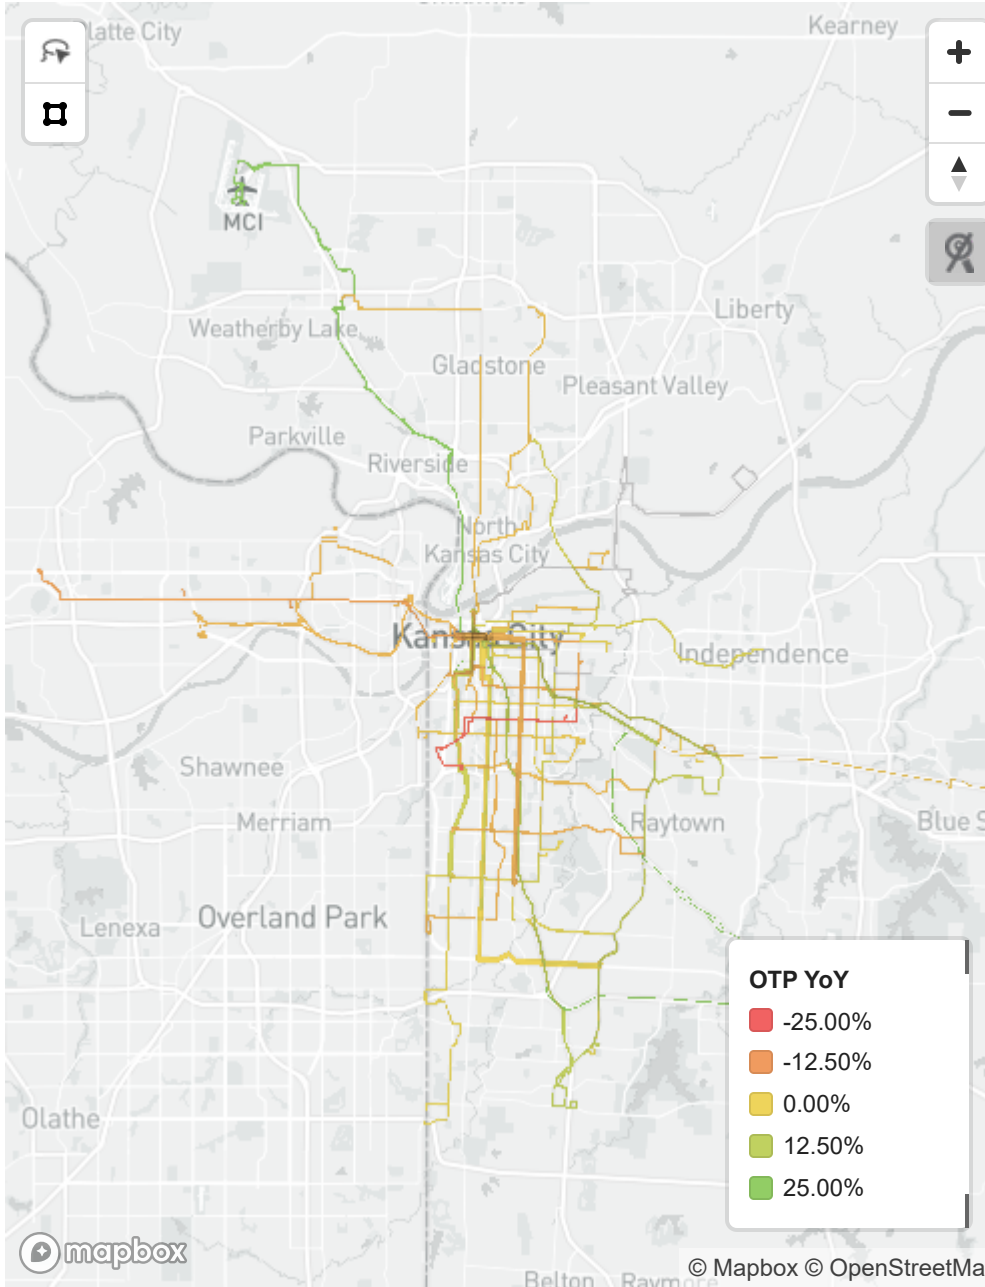 Platte City
Kearney
MCI
Liberty
Weatherby Lake
Gladstone
Pleasant Valley
Parkville
Riverside
North
Kansas City
Kansas City
Independence
Shawnee
Merriam
Raytown
Blue S
Overland Park
Lenexa
OTP YoY
-25.00%
-12.50%
0.00%
12.50%
25.00%
Olathe
mapbox
© Mapbox © OpenStreetMa
Belton
Raymore